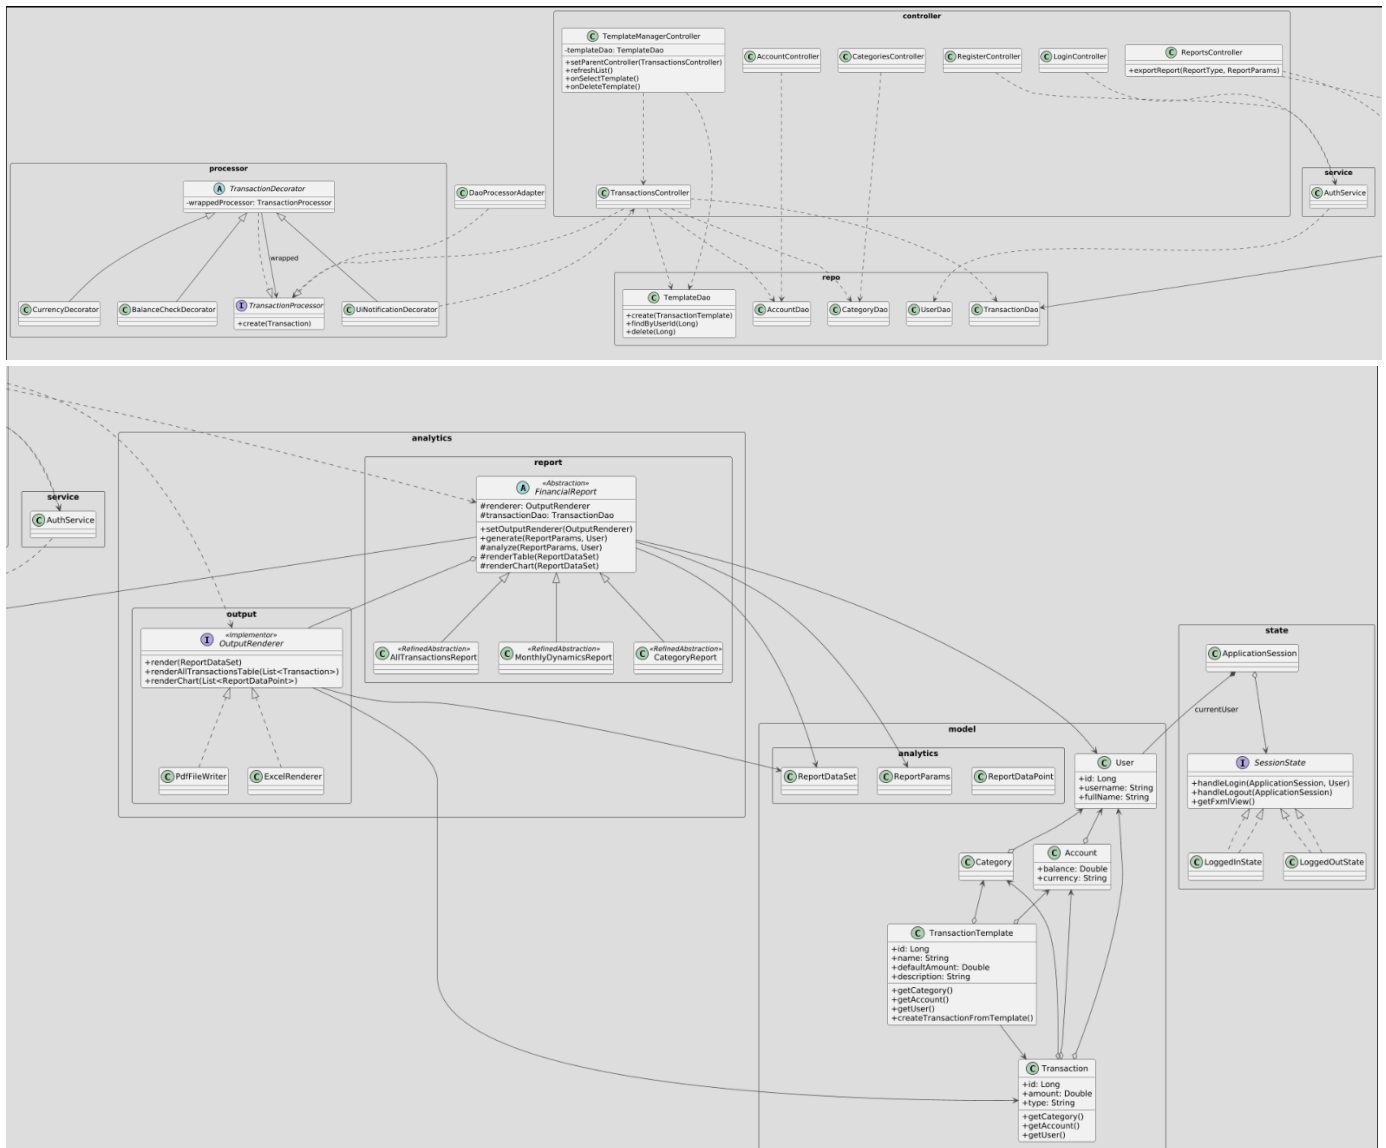 controller
C TemplateManagerController
-templateDao: TemplateDao
+setParentController(TransactionsController)
+refreshList()
+onSelectTemplate()
+onDeleteTemplate()
C AccountController
C CategoriesController
C RegisterController
C LoginController
C ReportsController
+exportReport(ReportType, ReportParams)
processor
A TransactionDecorator
-wrappedProcessor: TransactionProcessor
wrapped
C CurrencyDecorator
C BalanceCheckDecorator
I TransactionProcessor
+create(Transaction)
C UiNotificationDecorator
C DaoProcessorAdapter
C TransactionsController
service
C AuthService
repo
C TemplateDao
+create(TransactionTemplate)
+findByUserId(Long)
+delete(Long)
C AccountDao
C CategoryDao
C UserDao
C TransactionDao
service
C AuthService
analytics
report
A «Abstraction»
FinancialReport
#renderer: OutputRenderer
#transactionDao: TransactionDao
+setOutputRenderer(OutputRenderer)
+generate(ReportParams, User)
#analyze(ReportParams, User)
#renderTable(ReportDataSet)
#renderChart(ReportDataSet)
C «RefinedAbstraction»
AllTransactionsReport
C «RefinedAbstraction»
MonthlyDynamicsReport
C «RefinedAbstraction»
CategoryReport
output
I «Implementor»
OutputRenderer
+render(ReportDataSet)
+renderAllTransactionsTable(List<Transaction>)
+renderChart(List<ReportDataPoint>)
C PdfFileWriter
C ExcelRenderer
state
C ApplicationSession
currentUser
I SessionState
+handleLogin(ApplicationSession, User)
+handleLogout(ApplicationSession)
+getFxmlView()
C LoggedInState
C LoggedOutState
model
analytics
C ReportDataSet
C ReportParams
C ReportDataPoint
C User
+id: Long
+username: String
+fullName: String
C Category
C Account
+balance: Double
+currency: String
C TransactionTemplate
+id: Long
+name: String
+defaultAmount: Double
+description: String
+getCategory()
+getAccount()
+getUser()
+createTransactionFromTemplate()
C Transaction
+id: Long
+amount: Double
+type: String
+getCategory()
+getAccount()
+getUser()